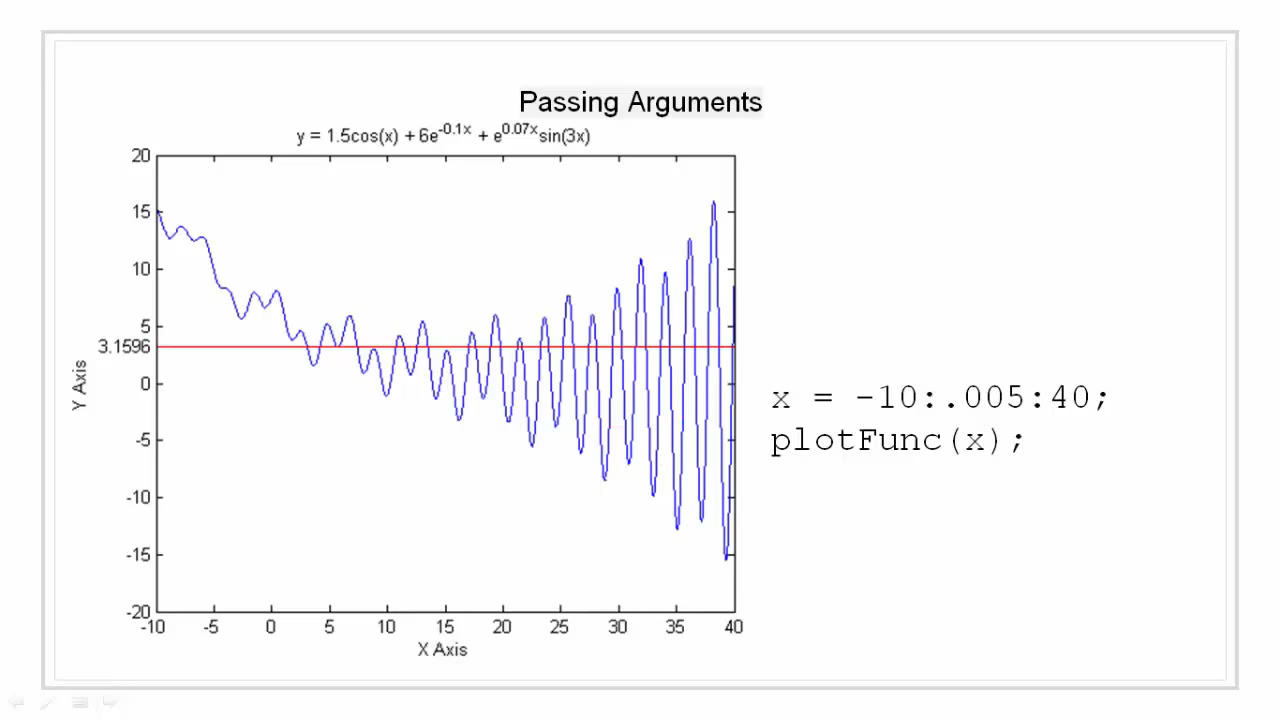 Passing Arguments
y = 1.5cos(x) + 6e^-0.1x + e^0.07x sin(3x)
20
15
10
5
3.1596
0
-5
-10
-15
-20
Y Axis
-10 -5 0 5 10 15 20 25 30 35 40
X Axis
x = -10:.005:40;
plotFunc(x);